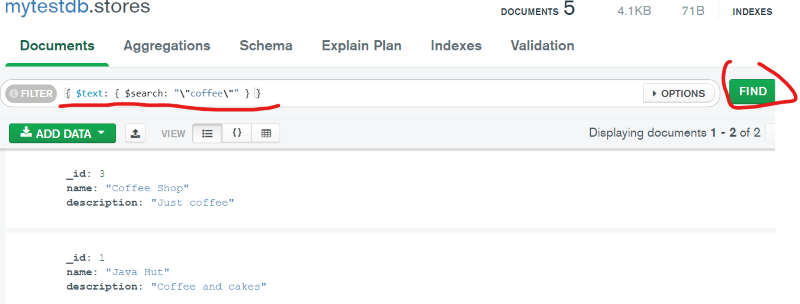 mytestdb.stores
DOCUMENTS 5 4.1KB 71B INDEXES
Documents Aggregations Schema Explain Plan Indexes Validation
FILTER { $text: { $search: "\"coffee\"" } } OPTIONS FIND
ADD DATA VIEW {} Displaying documents 1 - 2 of 2
_id: 3
name: "Coffee Shop"
description: "Just coffee"
_id: 1
name: "Java Hut"
description: "Coffee and cakes"